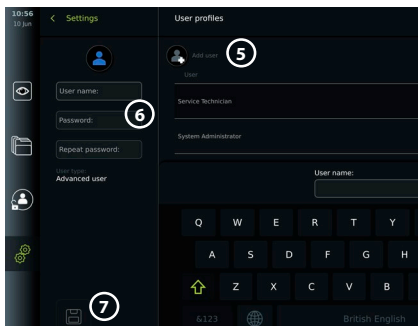 10:56
10 Jun
Settings
User profiles
Add user
5
User
User name:
Service Technician
Password:
6
System Administrator
Repeat password:
User type:
Advanced user
User name:
Q W E R T Y
A S D F G H
Z X C V B
7
&123
British English